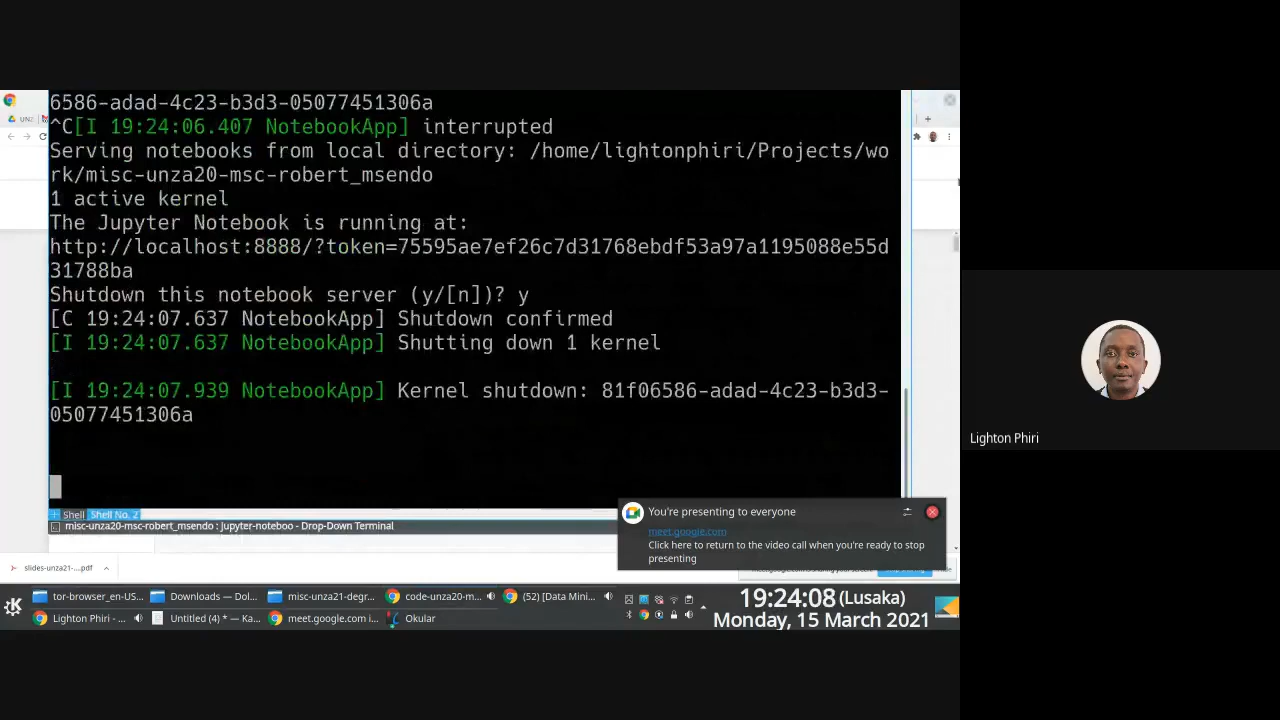 6586-adad-4c23-b3d3-05077451306a
^C[I 19:24:06.407 NotebookApp] interrupted
Serving notebooks from local directory: /home/lightonphiri/Projects/wo
rk/misc-unza20-msc-robert_msendo
1 active kernel
The Jupyter Notebook is running at:
http://localhost:8888/?token=75595ae7ef26c7d31768ebdf53a97a1195088e55d
31788ba
Shutdown this notebook server (y/[n])? y
[C 19:24:07.637 NotebookApp] Shutdown confirmed
[I 19:24:07.637 NotebookApp] Shutting down 1 kernel
[I 19:24:07.939 NotebookApp] Kernel shutdown: 81f06586-adad-4c23-b3d3-
05077451306a
Lighton Phiri
Shell Shell No. 2
misc-unza20-msc-robert_msendo : Jupyter-noteboo - Drop-Down Terminal
You're presenting to everyone
meet.google.com
Click here to return to the video call when you're ready to stop
presenting
slides-unza21-....pdf
tor-browser_en-US... Downloads — Dol... misc-unza21-degr... code-unza20-m... (52) [Data Mini...
Lighton Phiri - ... Untitled (4) * — Ka... meet.google.com i... Okular
19:24:08 (Lusaka)
Monday, 15 March 2021